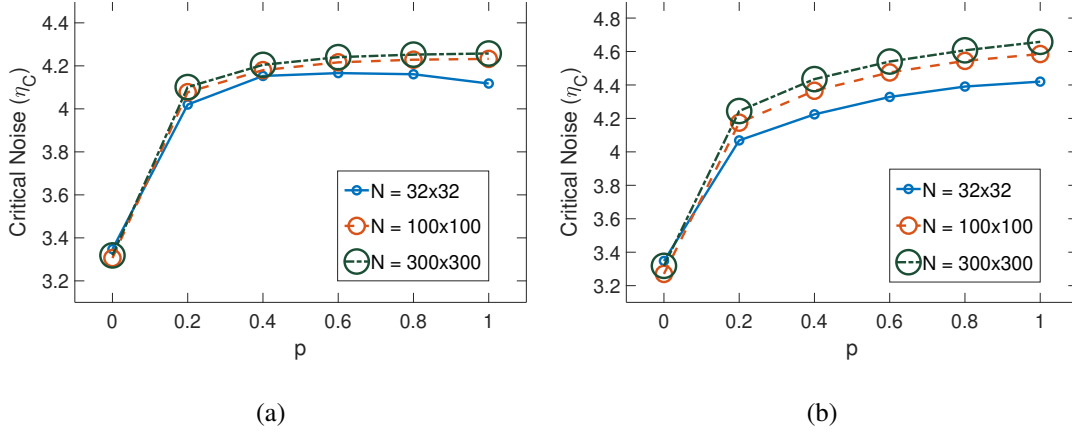 4.4
4.2
4
3.8
3.6
3.4
3.2
Critical Noise (η_C)
N = 32x32
N = 100x100
N = 300x300
0 0.2 0.4 0.6 0.8 1
p
(a)
4.8
4.6
4.4
4.2
4
3.8
3.6
3.4
3.2
Critical Noise (η_C)
N = 32x32
N = 100x100
N = 300x300
0 0.2 0.4 0.6 0.8 1
p
(b)